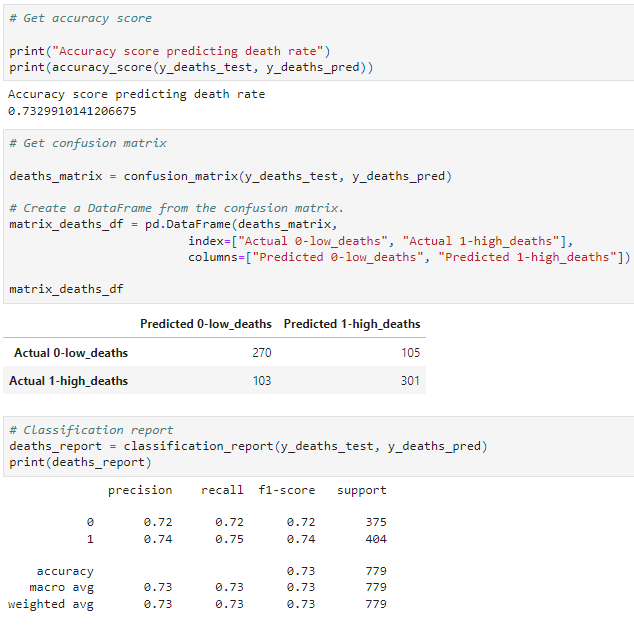 # Get accuracy score
print("Accuracy score predicting death rate")
print(accuracy_score(y_deaths_test, y_deaths_pred))
Accuracy score predicting death rate
0.7329910141206675
# Get confusion matrix
deaths_matrix = confusion_matrix(y_deaths_test, y_deaths_pred)
# Create a DataFrame from the confusion matrix.
matrix_deaths_df = pd.DataFrame(deaths_matrix,
index=["Actual 0-low_deaths", "Actual 1-high_deaths"],
columns=["Predicted 0-low_deaths", "Predicted 1-high_deaths"])
matrix_deaths_df
Predicted 0-low_deaths Predicted 1-high_deaths
Actual 0-low_deaths 270 105
Actual 1-high_deaths 103 301
# Classification report
deaths_report = classification_report(y_deaths_test, y_deaths_pred)
print(deaths_report)
precision recall f1-score support
0 0.72 0.72 0.72 375
1 0.74 0.75 0.74 404
accuracy 0.73 779
macro avg 0.73 0.73 0.73 779
weighted avg 0.73 0.73 0.73 779